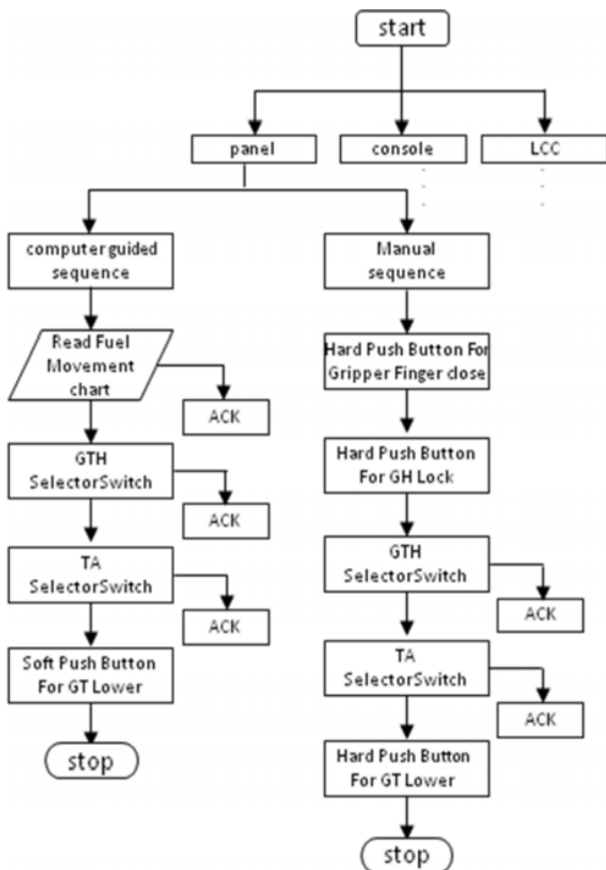 start
panel
console
LCC
computer guided
sequence
Read Fuel
Movement
chart
ACK
GTH
SelectorSwitch
ACK
TA
SelectorSwitch
ACK
Soft Push Button
For GT Lower
stop
Manual
sequence
Hard Push Button For
Gripper Finger close
Hard Push Button
For GH Lock
GTH
SelectorSwitch
ACK
TA
SelectorSwitch
ACK
Hard Push Button
For GT Lower
stop